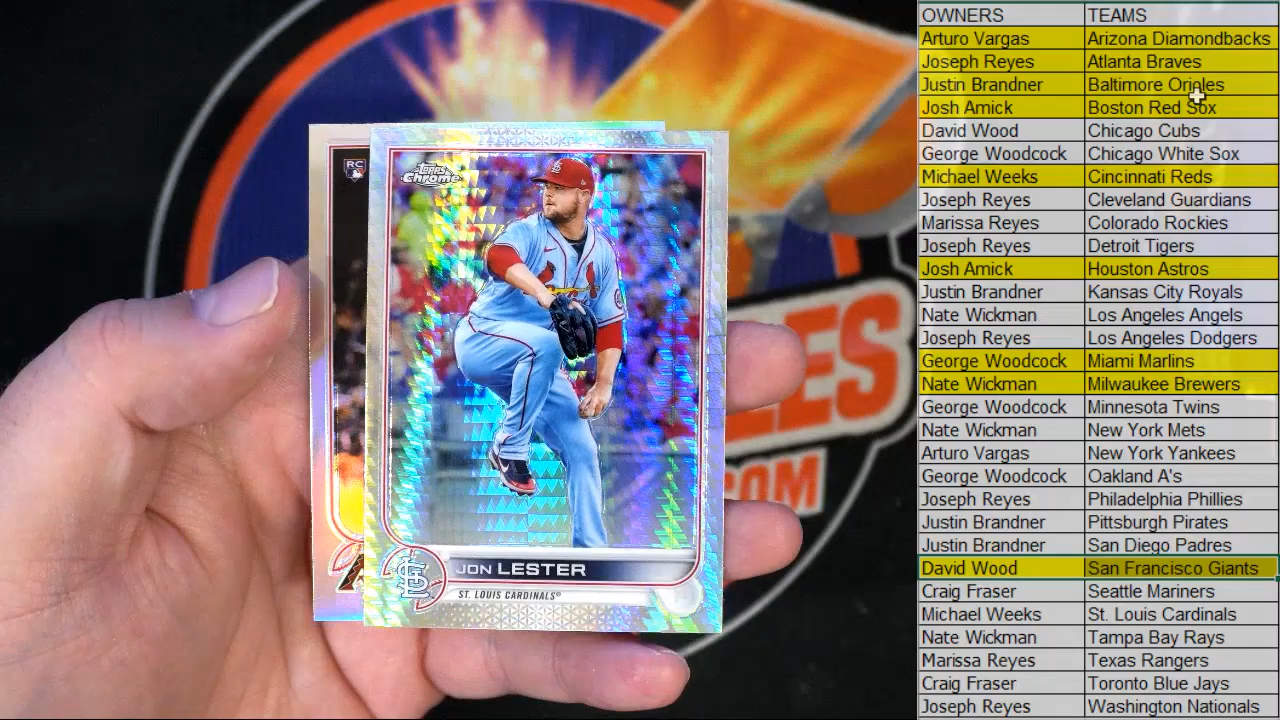 RC
Topps
Chrome
STL
JON LESTER
ST. LOUIS CARDINALS®
LES
.COM
OWNERS TEAMS
Arturo Vargas Arizona Diamondbacks
Joseph Reyes Atlanta Braves
Justin Brandner Baltimore Orioles
Josh Amick Boston Red Sox
David Wood Chicago Cubs
George Woodcock Chicago White Sox
Michael Weeks Cincinnati Reds
Joseph Reyes Cleveland Guardians
Marissa Reyes Colorado Rockies
Joseph Reyes Detroit Tigers
Josh Amick Houston Astros
Justin Brandner Kansas City Royals
Nate Wickman Los Angeles Angels
Joseph Reyes Los Angeles Dodgers
George Woodcock Miami Marlins
Nate Wickman Milwaukee Brewers
George Woodcock Minnesota Twins
Nate Wickman New York Mets
Arturo Vargas New York Yankees
George Woodcock Oakland A's
Joseph Reyes Philadelphia Phillies
Justin Brandner Pittsburgh Pirates
Justin Brandner San Diego Padres
David Wood San Francisco Giants
Craig Fraser Seattle Mariners
Michael Weeks St. Louis Cardinals
Nate Wickman Tampa Bay Rays
Marissa Reyes Texas Rangers
Craig Fraser Toronto Blue Jays
Joseph Reyes Washington Nationals